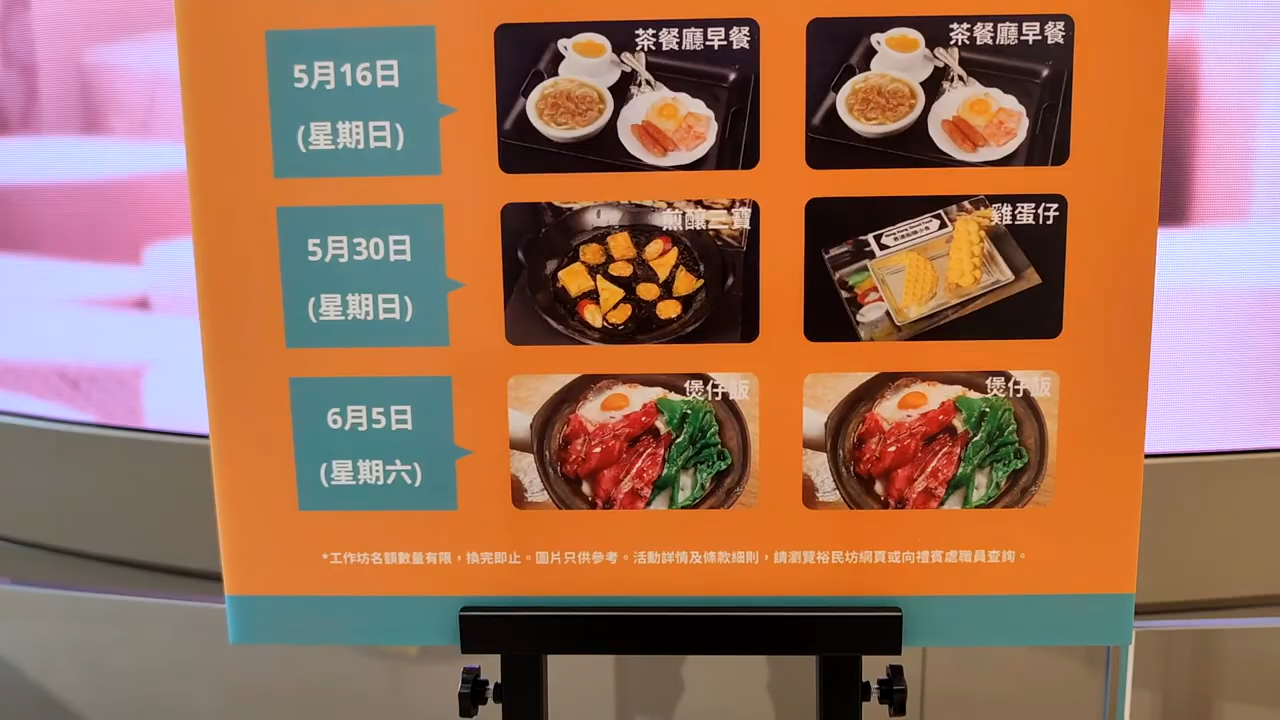 5月16日
(星期日)
茶餐廳早餐
茶餐廳早餐
5月30日
(星期日)
煎釀三寶
雞蛋仔
6月5日
(星期六)
煲仔飯
煲仔飯
*工作坊名額數量有限，換完即止。圖片只供參考。活動詳情及條款細則，請瀏覽裕民坊網頁或向禮賓處職員查詢。